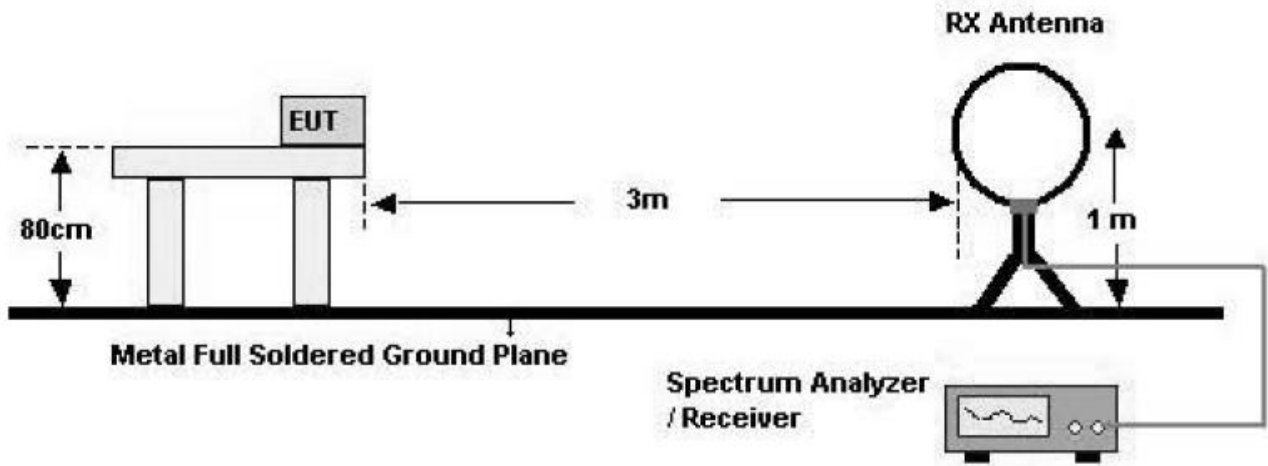 RX Antenna
EUT
80cm
3m
1 m
Metal Full Soldered Ground Plane
Spectrum Analyzer
/ Receiver